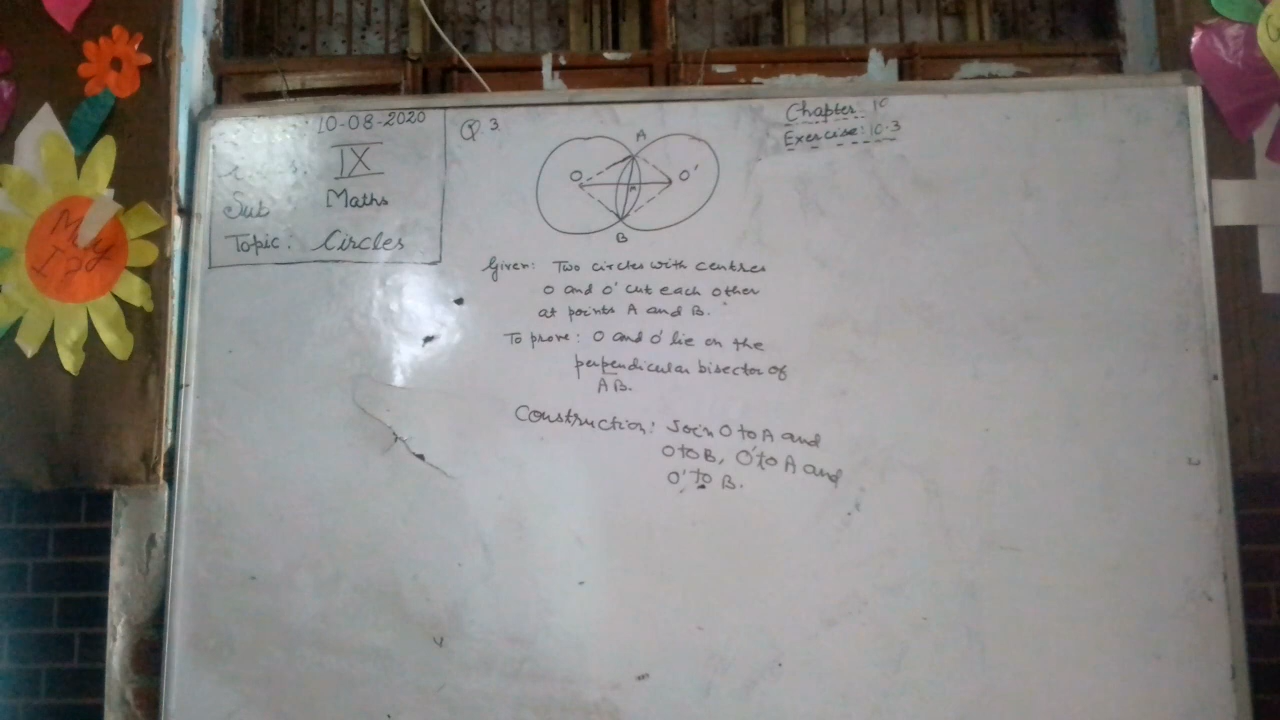 10-08-2020
IX
Sub Maths
Topic. Circles
Q. 3
Chapter 10
Exercise: 10.3
A
O O'
B
Given: Two circles with centres
O and O' cut each other
at points A and B.
To prove: O and O' lie on the
perpendicular bisector of
AB.
Construction: Join O to A and
O to B, O' to A and
O' to B.
My